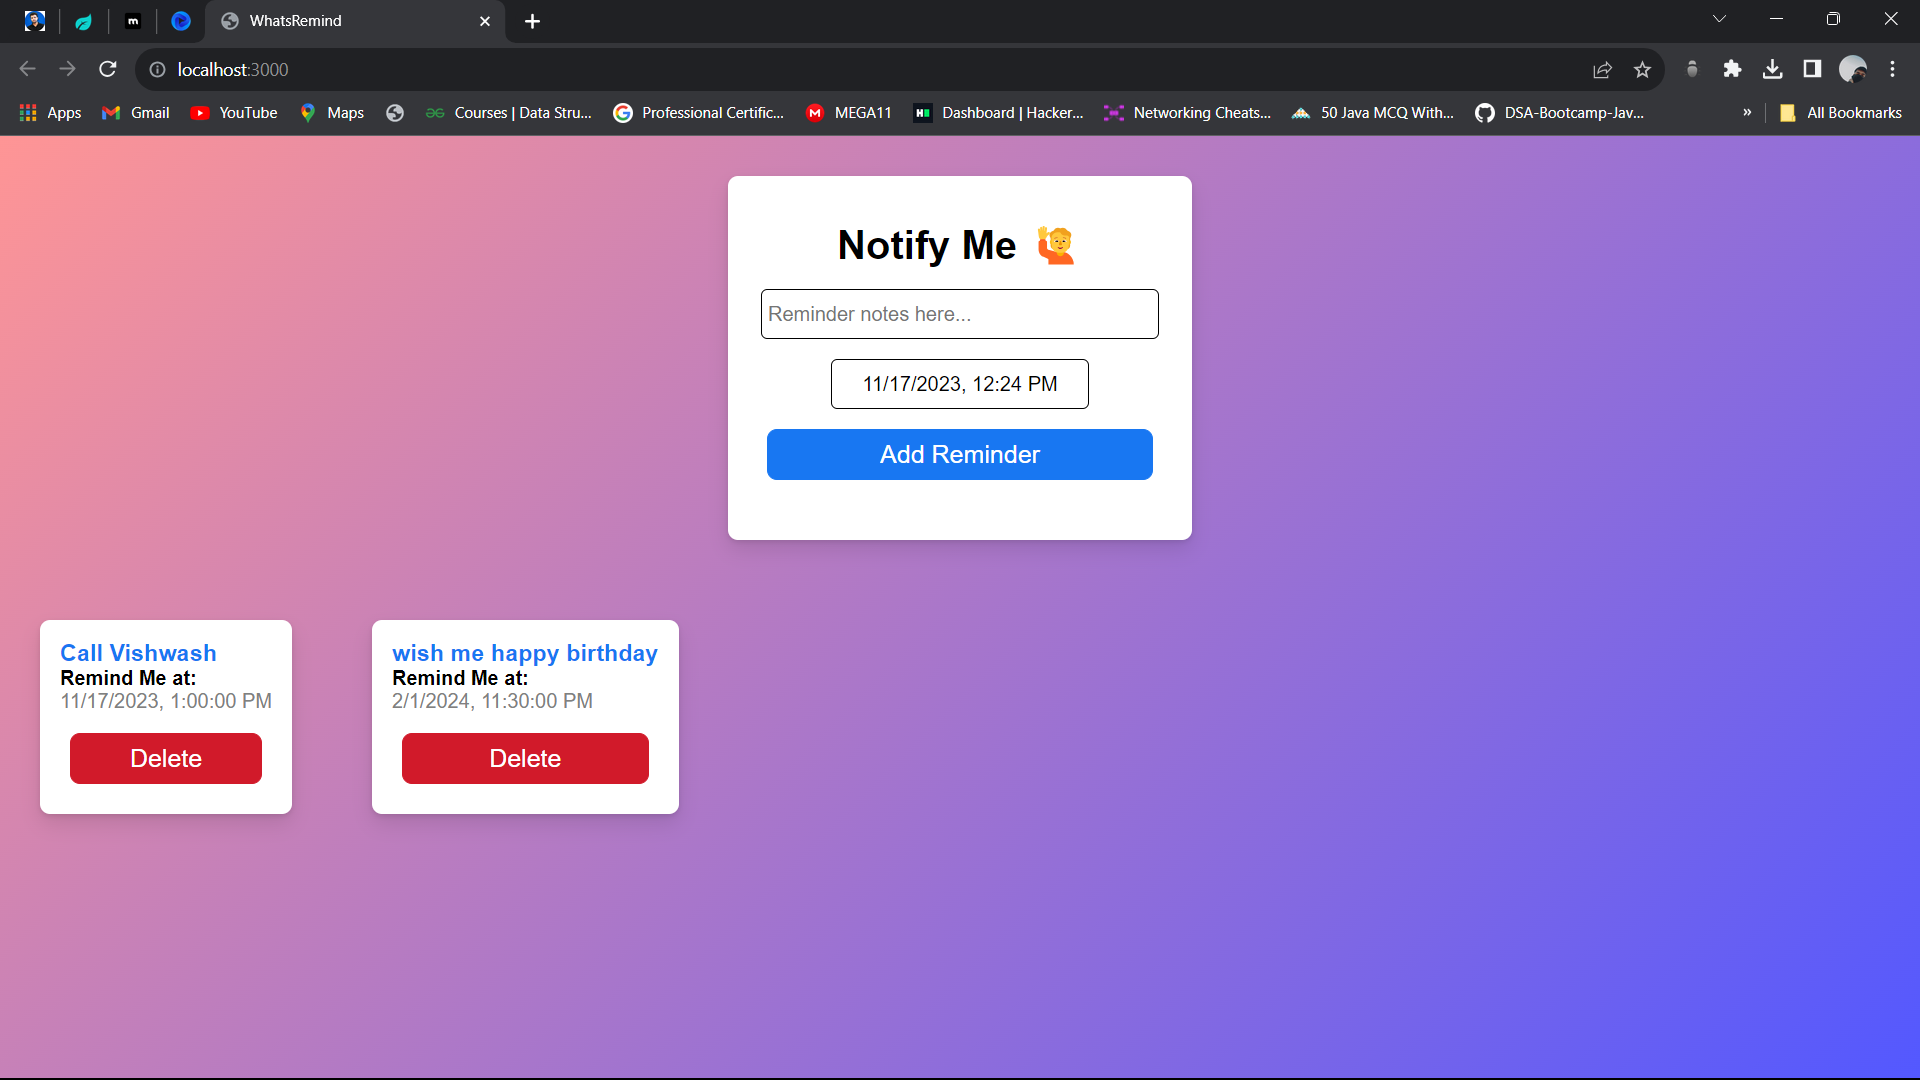 WhatsRemind
localhost:3000
Apps Gmail YouTube Maps Courses | Data Stru... Professional Certific... MEGA11 Dashboard | Hacker... Networking Cheats... 50 Java MCQ With... DSA-Bootcamp-Jav... » All Bookmarks
Notify Me 🙋
Reminder notes here...
11/17/2023, 12:24 PM
Add Reminder
Call Vishwash
Remind Me at:
11/17/2023, 1:00:00 PM
Delete
wish me happy birthday
Remind Me at:
2/1/2024, 11:30:00 PM
Delete